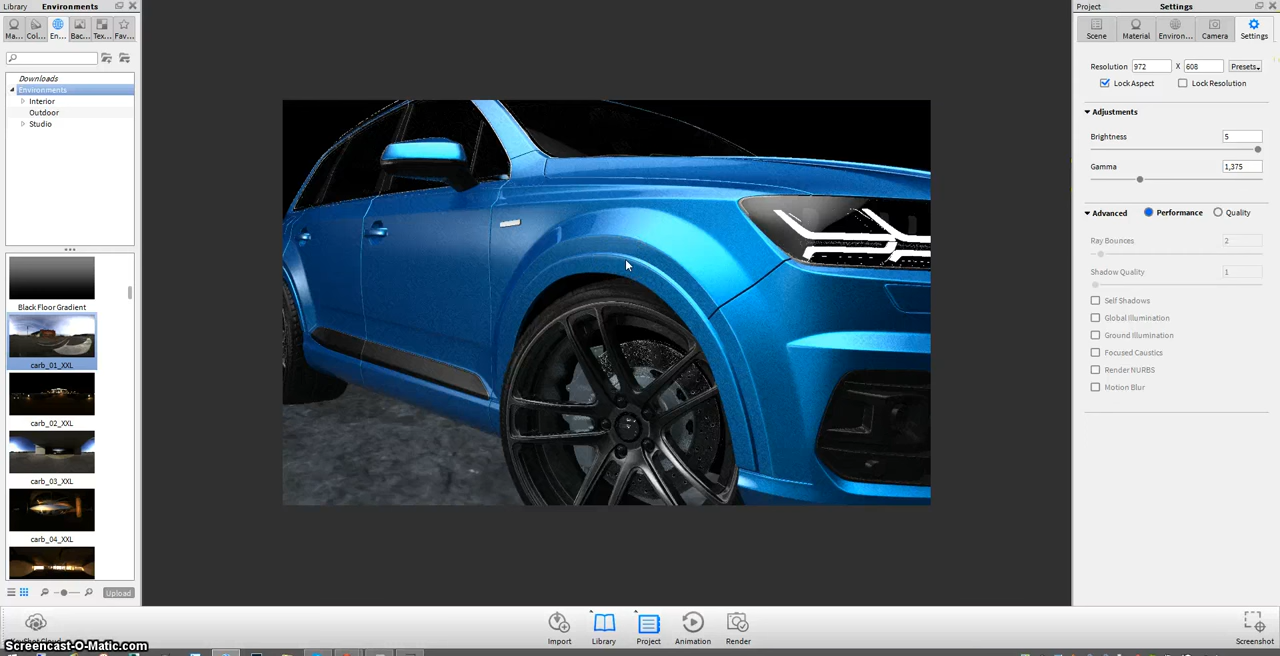 Library
Environments
Ma...
Col...
En...
Bac...
Tex...
Fav...
Downloads
Environments
Interior
Outdoor
Studio
Black Floor Gradient
carb_01_XXL
carb_02_XXL
carb_03_XXL
carb_04_XXL
Upload
KeyShot Cloud
Screencast-O-Matic.com
Import
Library
Project
Animation
Render
Screenshot
Project
Settings
Scene
Material
Environ...
Camera
Settings
Resolution 972 X 608 Presets
Lock Aspect Lock Resolution
Adjustments
Brightness 5
Gamma 1,375
Advanced Performance Quality
Ray Bounces 2
Shadow Quality 1
Self Shadows
Global Illumination
Ground Illumination
Focused Caustics
Render NURBS
Motion Blur